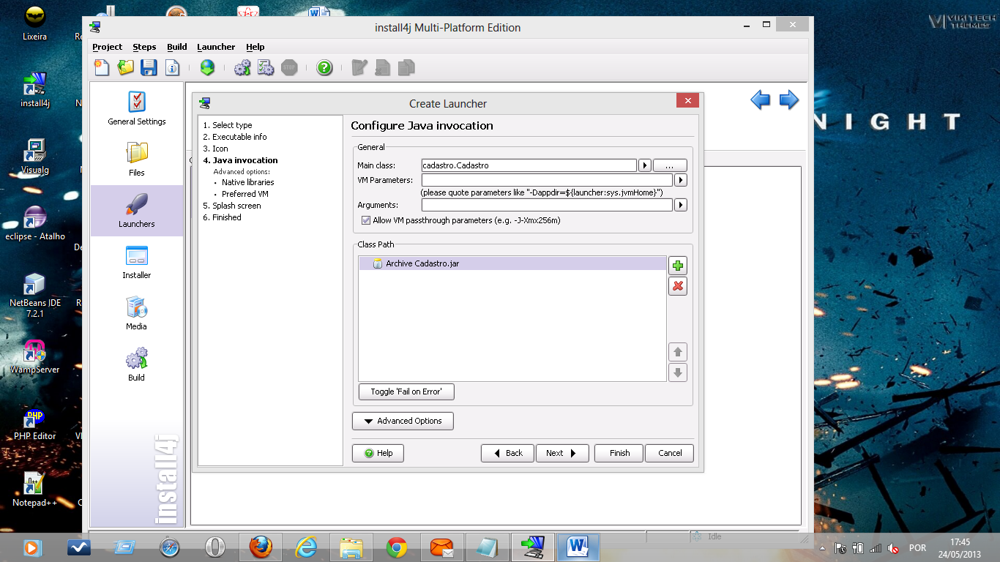 Lixeira
install4j
Visualg
eclipse - Atalho
NetBeans JDE
7.2.1
WampServer
PHP
PHP Editor
Notepad++
VIKITECH
THEMES
NIGHT
install4j Multi-Platform Edition
Project Steps Build Launcher Help
STOP
General Settings
Files
Launchers
Installer
Media
Build
install4j
Create Launcher
1. Select type
2. Executable info
3. Icon
4. Java invocation
Advanced options:
• Native libraries
• Preferred VM
5. Splash screen
6. Finished
Configure Java invocation
General
Main class: cadastro.Cadastro ...
VM Parameters:
(please quote parameters like "-Dappdir=${launcher:sys.jvmHome}")
Arguments:
Allow VM passthrough parameters (e.g. -J-Xmx256m)
Class Path
Archive Cadastro.jar
Toggle 'Fail on Error'
Advanced Options
Help Back Next Finish Cancel
Idle
POR
17:45
24/05/2013